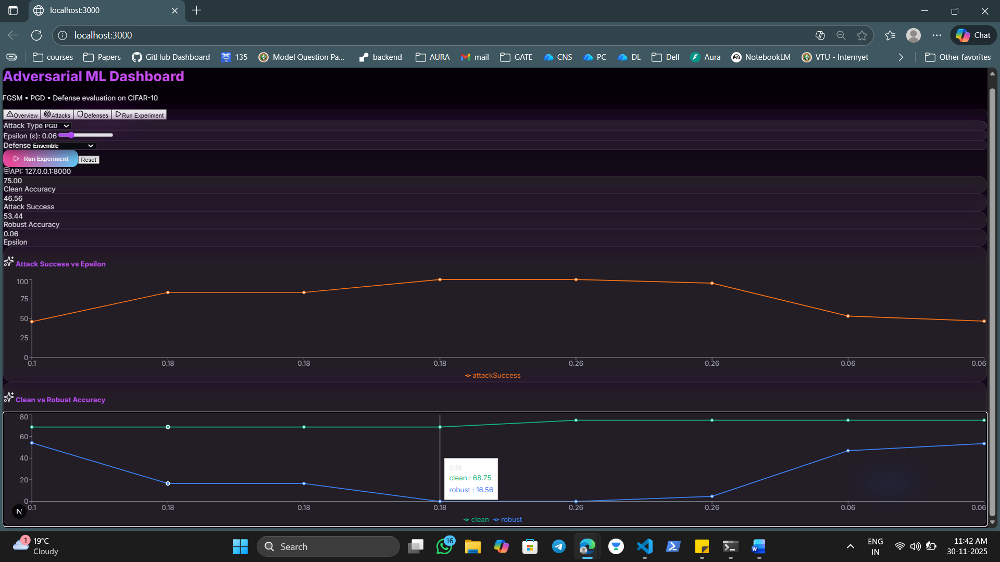 localhost:3000
localhost:3000
Chat
courses Papers GitHub Dashboard 135 Model Question Pa... backend AURA mail GATE CNS PC DL Dell Aura NotebookLM VTU - Internyet Other favorites
Adversarial ML Dashboard
FGSM • PGD • Defense evaluation on CIFAR-10
Overview Attacks Defenses Run Experiment
Attack Type PGD
Epsilon (ε): 0.06
Defense Ensemble
Run Experiment Reset
API: 127.0.0.1:8000
75.00
Clean Accuracy
46.56
Attack Success
53.44
Robust Accuracy
0.06
Epsilon
Attack Success vs Epsilon
100
75
50
25
0
0.1 0.18 0.18 0.18 0.26 0.26 0.06 0.06
attackSuccess
Clean vs Robust Accuracy
80
60
40
20
0
0.18
clean : 68.75
robust : 16.56
0.1 0.18 0.18 0.18 0.26 0.26 0.06 0.06
N
clean robust
1
19°C
Cloudy
Search
16
W
ENG
IN
11:42 AM
30-11-2025